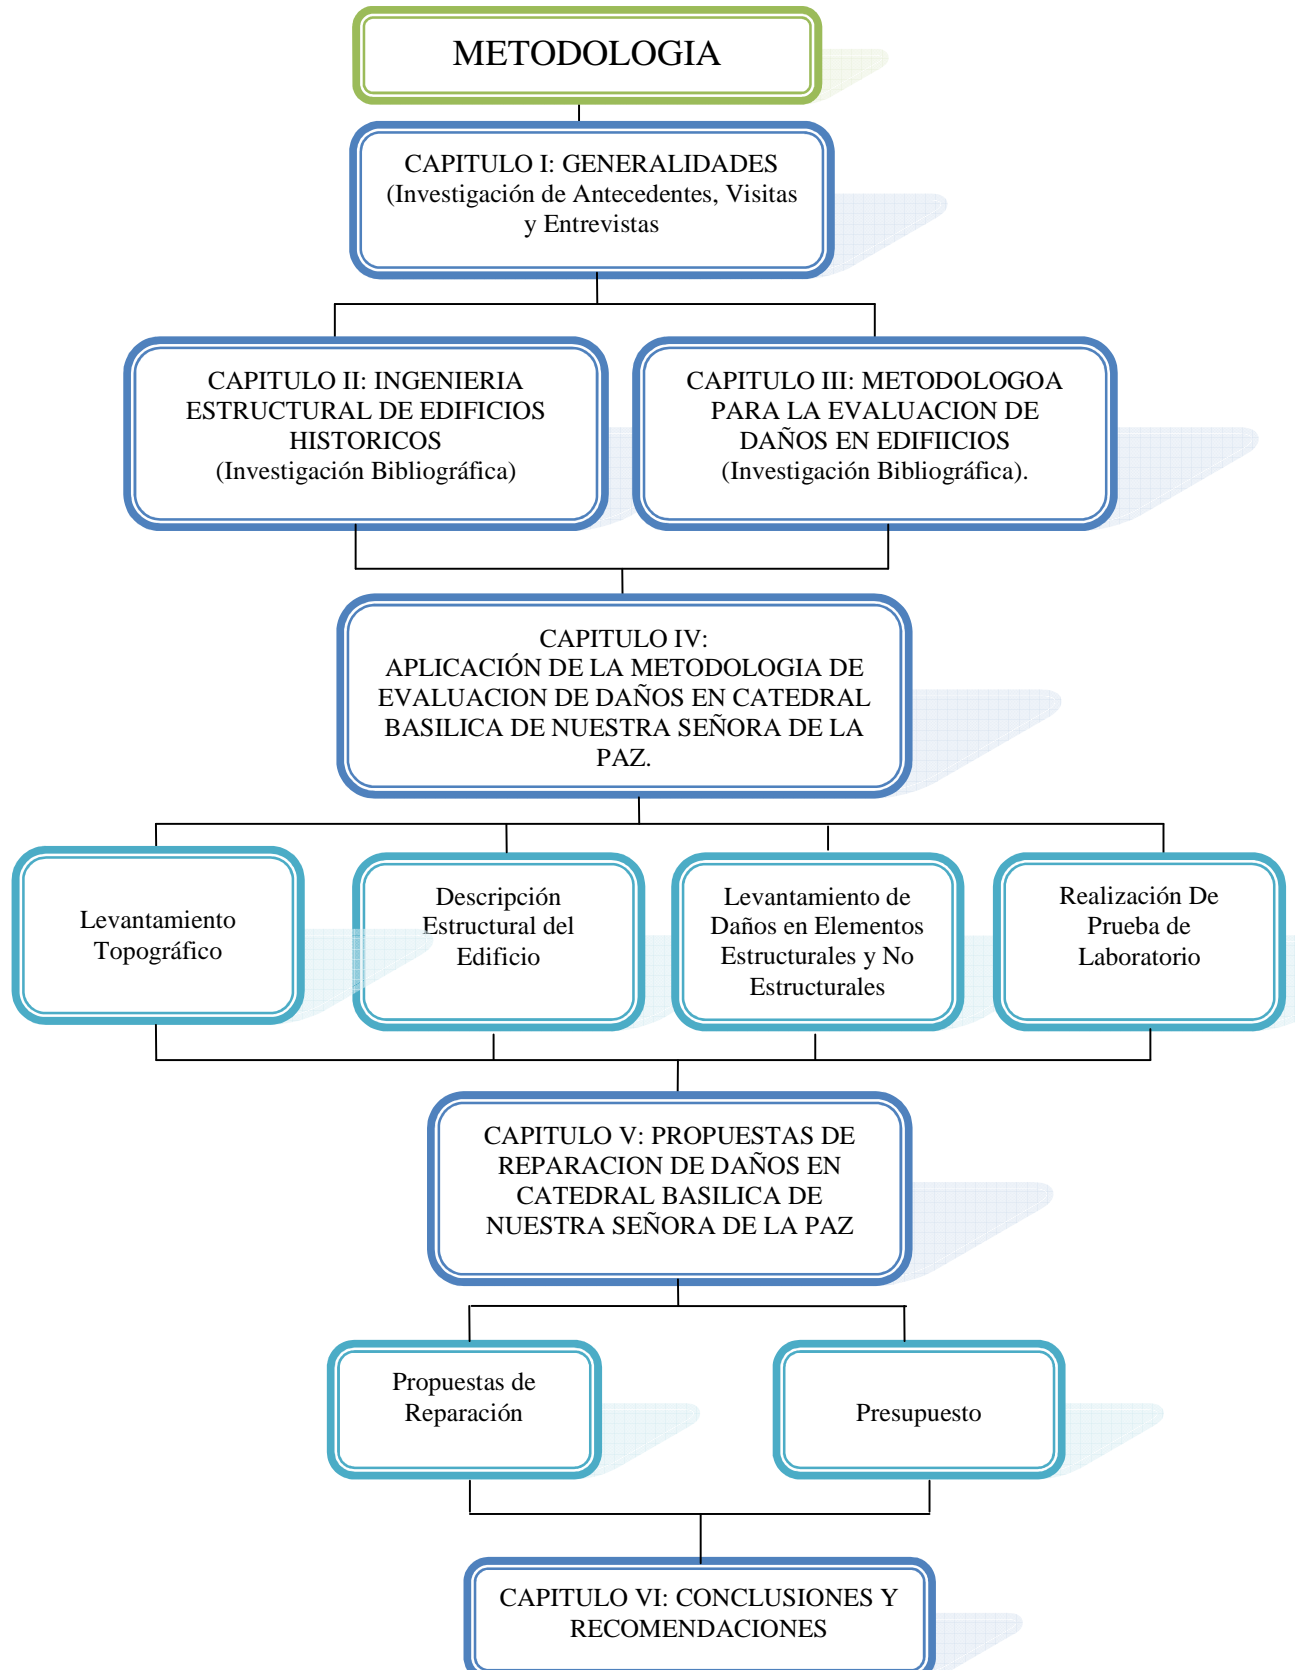 METODOLOGIA
CAPITULO I: GENERALIDADES
(Investigación de Antecedentes, Visitas
y Entrevistas
CAPITULO II: INGENIERIA
ESTRUCTURAL DE EDIFICIOS
HISTORICOS
(Investigación Bibliográfica)
CAPITULO III: METODOLOGOA
PARA LA EVALUACION DE
DAÑOS EN EDIFIICIOS
(Investigación Bibliográfica).
CAPITULO IV:
APLICACIÓN DE LA METODOLOGIA DE
EVALUACION DE DAÑOS EN CATEDRAL
BASILICA DE NUESTRA SEÑORA DE LA
PAZ.
Levantamiento
Topográfico
Descripción
Estructural del
Edificio
Levantamiento de
Daños en Elementos
Estructurales y No
Estructurales
Realización De
Prueba de
Laboratorio
CAPITULO V: PROPUESTAS DE
REPARACION DE DAÑOS EN
CATEDRAL BASILICA DE
NUESTRA SEÑORA DE LA PAZ
Propuestas de
Reparación
Presupuesto
CAPITULO VI: CONCLUSIONES Y
RECOMENDACIONES